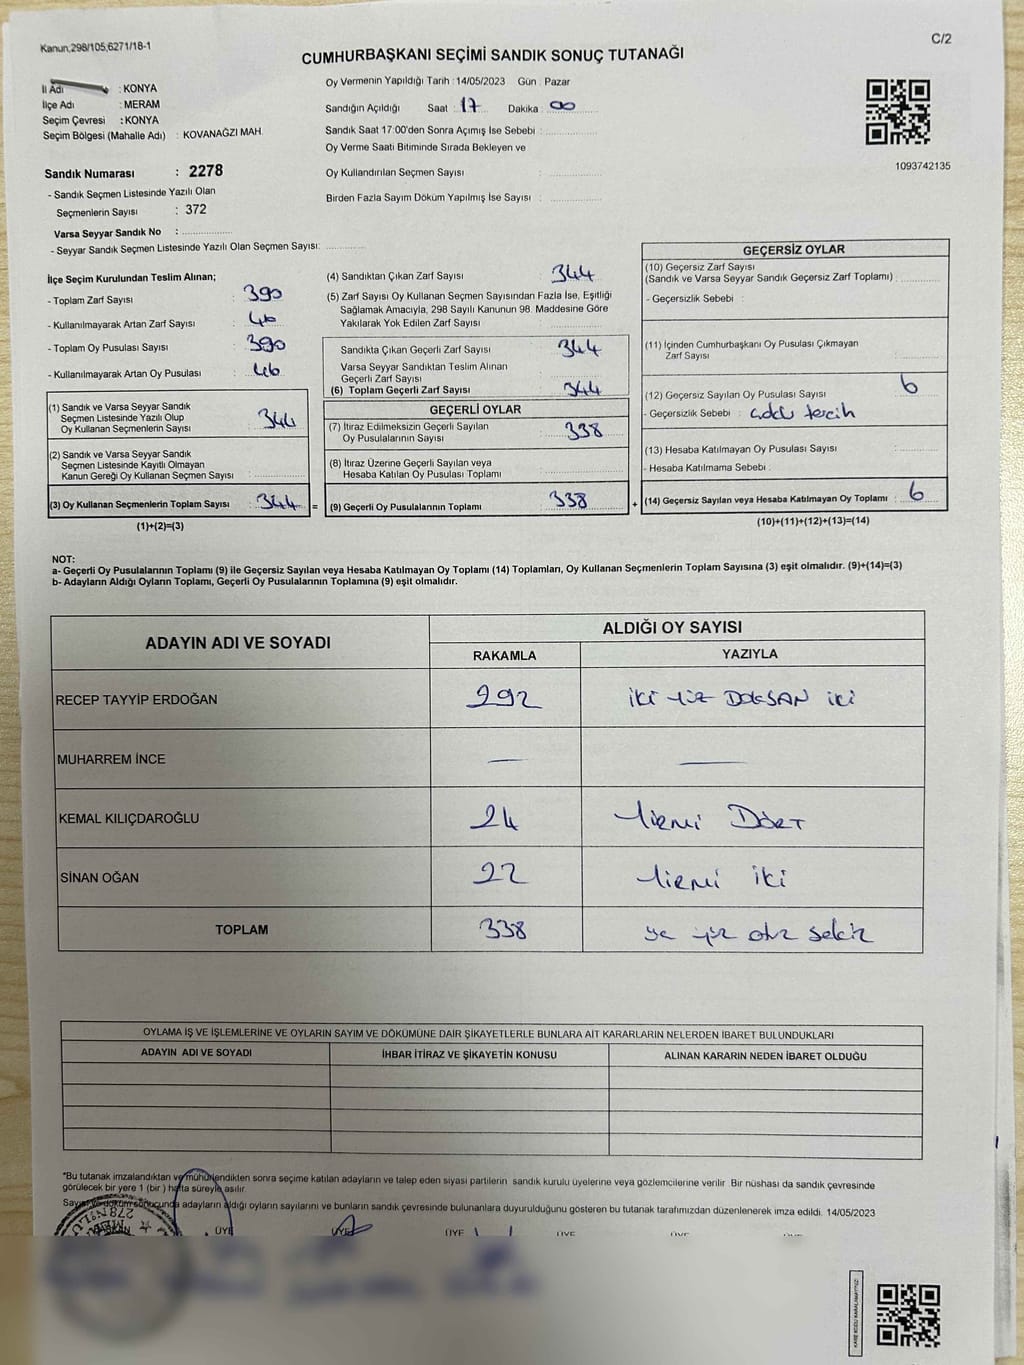 Kanun,298/105,6271/18-1
C/2
CUMHURBAŞKANI SEÇİMİ SANDIK SONUÇ TUTANAĞI
İl Adı : KONYA
İlçe Adı : MERAM
Seçim Çevresi : KONYA
Seçim Bölgesi (Mahalle Adı) : KOVANAĞZI MAH.
Oy Vermenin Yapıldığı Tarih : 14/05/2023 Gün : Pazar
Sandığın Açıldığı Saat : 17 Dakika : 00
Sandık Saat 17:00'den Sonra Açımış İse Sebebi :
Oy Verme Saati Bitiminde Sırada Bekleyen ve
Oy Kullandırılan Seçmen Sayısı :
Birden Fazla Sayım Döküm Yapılmış İse Sayısı :
1093742135
Sandık Numarası : 2278
- Sandık Seçmen Listesinde Yazılı Olan
Seçmenlerin Sayısı : 372
Varsa Seyyar Sandık No :
- Seyyar Sandık Listesinde Yazılı Olan Seçmen Sayısı:
İlçe Seçim Kurulundan Teslim Alınan;
- Toplam Zarf Sayısı : 390
- Kullanılmayarak Artan Zarf Sayısı : 46
- Toplam Oy Pusulası Sayısı : 390
- Kullanılmayarak Artan Oy Pusulası : 46
(1) Sandık ve Varsa Seyyar Sandık
Seçmen Listesinde Yazılı Olup
Oy Kullanan Seçmenlerin Sayısı : 344
(2) Sandık ve Varsa Seyyar Sandık
Seçmen Listesinde Kayıtlı Olmayan
Kanun Gereği Oy Kullanan Seçmen Sayısı :
(3) Oy Kullanan Seçmenlerin Toplam Sayısı : 344 =
(1)+(2)=(3)
(4) Sandıktan Çıkan Zarf Sayısı : 344
(5) Zarf Sayısı Oy Kullanan Seçmen Sayısından Fazla İse, Eşitliği
Sağlamak Amacıyla, 298 Sayılı Kanunun 98. Maddesine Göre
Yakılarak Yok Edilen Zarf Sayısı :
Sandıkta Çıkan Geçerli Zarf Sayısı : 344
Varsa Seyyar Sandıktan Teslim Alınan
Geçerli Zarf Sayısı :
(6) Toplam Geçerli Zarf Sayısı : 344
GEÇERLİ OYLAR
(7) İtiraz Edilmeksizin Geçerli Sayılan
Oy Pusulalarının Sayısı : 338
(8) İtiraz Üzerine Geçerli Sayılan veya
Hesaba Katılan Oy Pusulası Toplamı :
(9) Geçerli Oy Pusulalarının Toplamı : 338 +
GEÇERSİZ OYLAR
(10) Geçersiz Zarf Sayısı
(Sandık ve Varsa Seyyar Sandık Geçersiz Zarf Toplamı) :
- Geçersizlik Sebebi :
(11) İçinden Cumhurbaşkanı Oy Pusulası Çıkmayan
Zarf Sayısı :
(12) Geçersiz Sayılan Oy Pusulası Sayısı : 6
- Geçersizlik Sebebi : çoklu tercih
(13) Hesaba Katılmayan Oy Pusulası Sayısı :
- Hesaba Katılmama Sebebi :
(14) Geçersiz Sayılan veya Hesaba Katılmayan Oy Toplamı : 6
(10)+(11)+(12)+(13)=(14)
NOT:
a- Geçerli Oy Pusulalarının Toplamı (9) ile Geçersiz Sayılan veya Hesaba Katılmayan Oy Toplamı (14) Toplamları, Oy Kullanan Seçmenlerin Toplam Sayısına (3) eşit olmalıdır. (9)+(14)=(3)
b- Adayların Aldığı Oyların Toplamı, Geçerli Oy Pusulalarının Toplamına (9) eşit olmalıdır.
ADAYIN ADI VE SOYADI
ALDIĞI OY SAYISI
RAKAMLA YAZIYLA
RECEP TAYYİP ERDOĞAN 292 iki yüz DOKSAN iki
MUHARREM İNCE — —
KEMAL KILIÇDAROĞLU 24 Yirmi Dört
SİNAN OĞAN 22 Yirmi iki
TOPLAM 338 üç yüz otuz sekiz
OYLAMA İŞ VE İŞLEMLERİNE VE OYLARIN SAYIM VE DÖKÜMÜNE DAİR ŞİKAYETLERLE BUNLARA AİT KARARLARIN NELERDEN İBARET BULUNDUKLARI
ADAYIN ADI VE SOYADI İHBAR İTİRAZ VE ŞİKAYETİN KONUSU ALINAN KARARIN NEDEN İBARET OLDUĞU
*Bu tutanak imzalandıktan ve mühürlendikten sonra seçime katılan adayların ve talep eden siyasi partilerin sandık kurulu üyelerine veya gözlemcilerine verilir. Bir nüshası da sandık çevresinde
görülecek bir yere 1 (bir ) hafta süreyle asılır.
Sayım ve döküm sonucunda adayların aldığı oyların sayılarını ve bunların sandık çevresinde bulunanlara duyurulduğunu gösteren bu tutanak tarafımızdan düzenlenerek imza edildi. 14/05/2023
ÜYE ÜYE ÜYE ÜYE ÜYE ÜYE